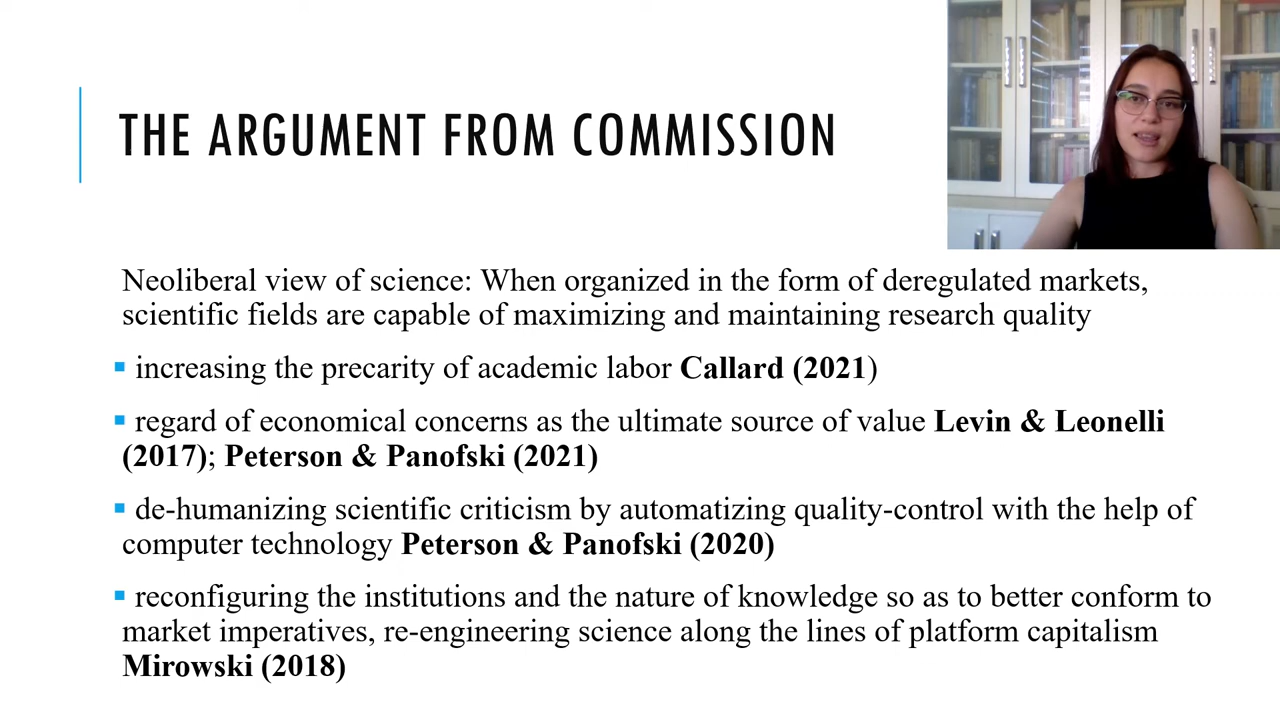 THE ARGUMENT FROM COMMISSION
Neoliberal view of science: When organized in the form of deregulated markets,
scientific fields are capable of maximizing and maintaining research quality
▪ increasing the precarity of academic labor Callard (2021)
▪ regard of economical concerns as the ultimate source of value Levin & Leonelli
(2017); Peterson & Panofski (2021)
▪ de-humanizing scientific criticism by automatizing quality-control with the help of
computer technology Peterson & Panofski (2020)
▪ reconfiguring the institutions and the nature of knowledge so as to better conform to
market imperatives, re-engineering science along the lines of platform capitalism
Mirowski (2018)